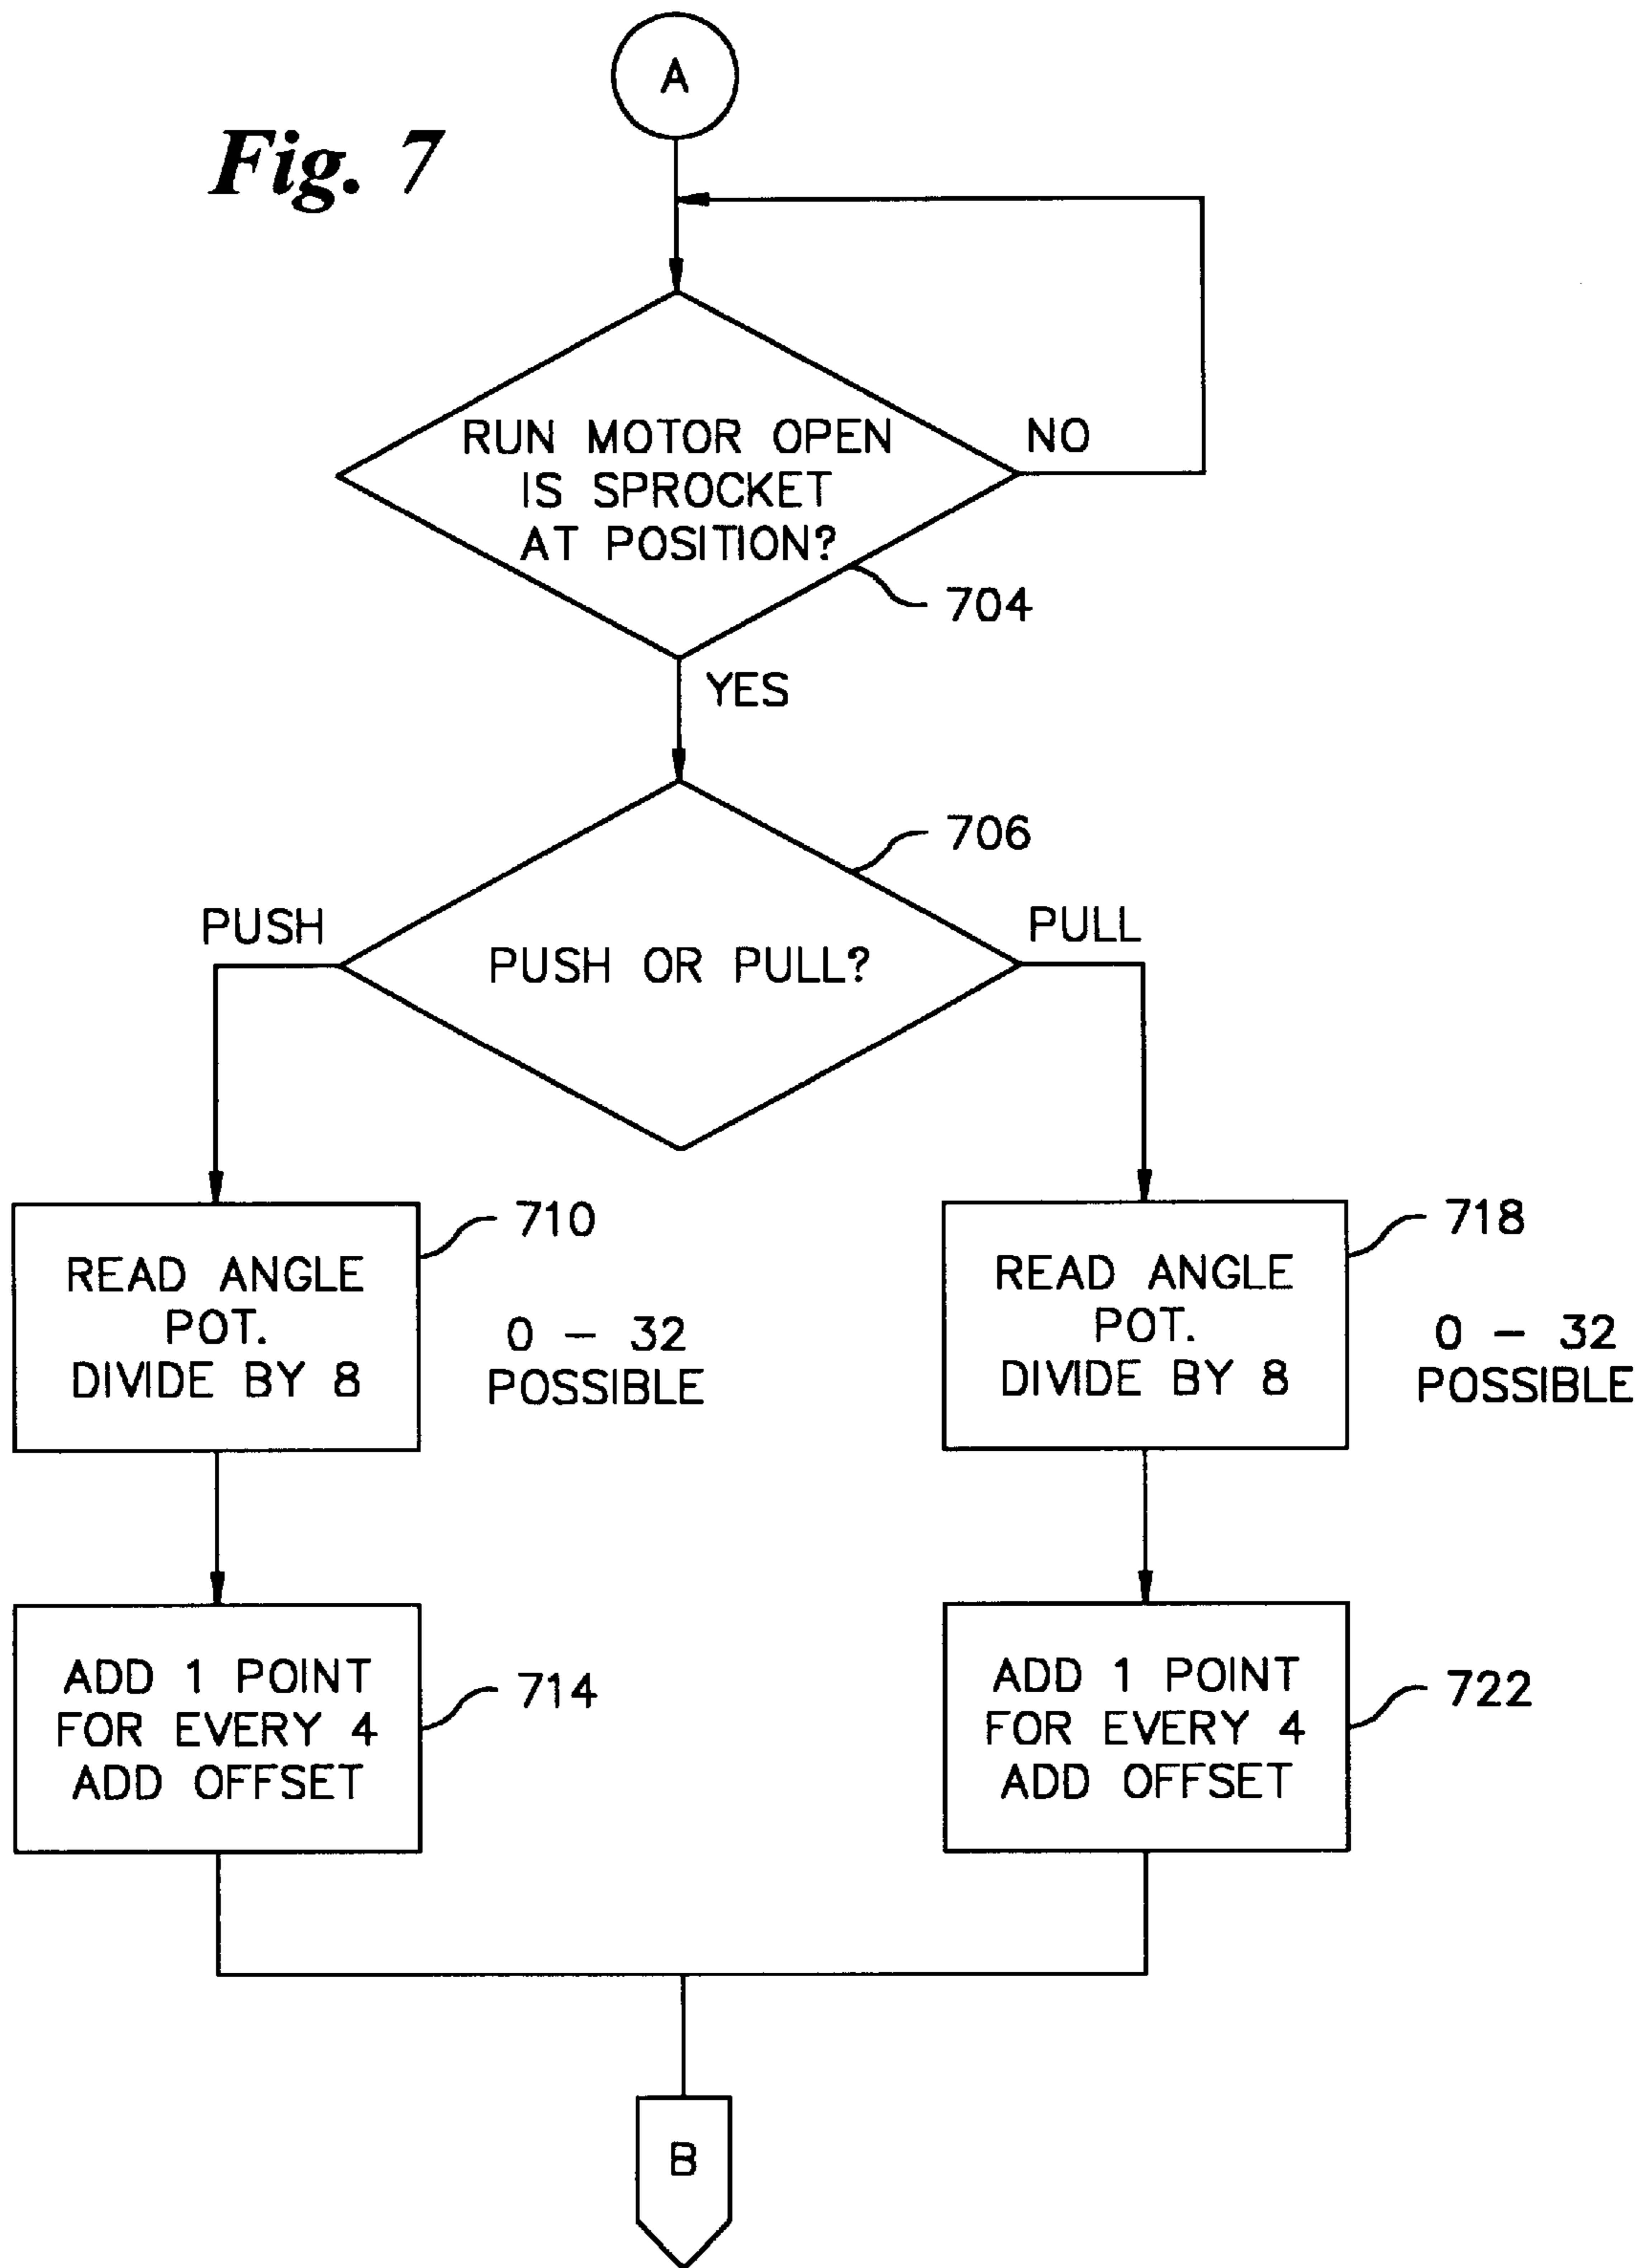 A
Fig. 7
RUN MOTOR OPEN
IS SPROCKET
AT POSITION?
NO
704
YES
706
PUSH
PUSH OR PULL?
PULL
710
READ ANGLE
POT.
DIVIDE BY 8
0 – 32
POSSIBLE
718
READ ANGLE
POT.
DIVIDE BY 8
0 – 32
POSSIBLE
ADD 1 POINT
FOR EVERY 4
ADD OFFSET
714
ADD 1 POINT
FOR EVERY 4
ADD OFFSET
722
B